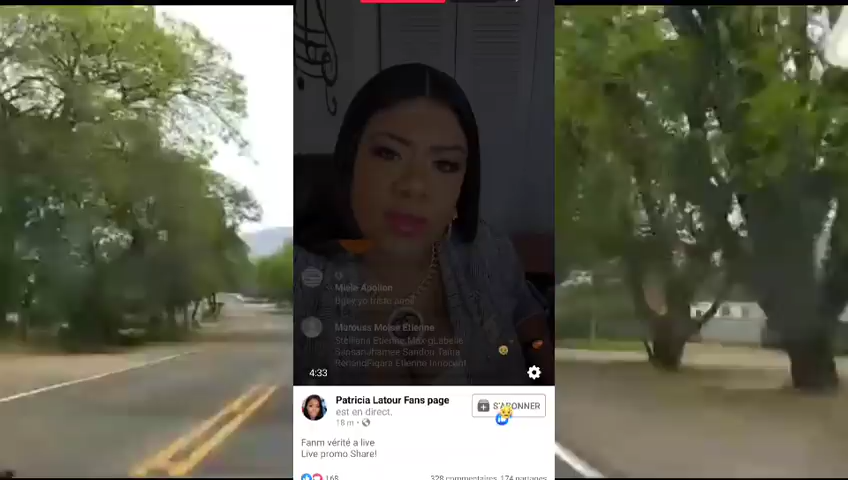 Miele Apollon
Marouss Moise Etienne
4:33
Patricia Latour Fans page
est en direct.
18 m
S'ABONNER
Fanm vérité a live
Live promo Share!
168
328 commentaires 174 partages